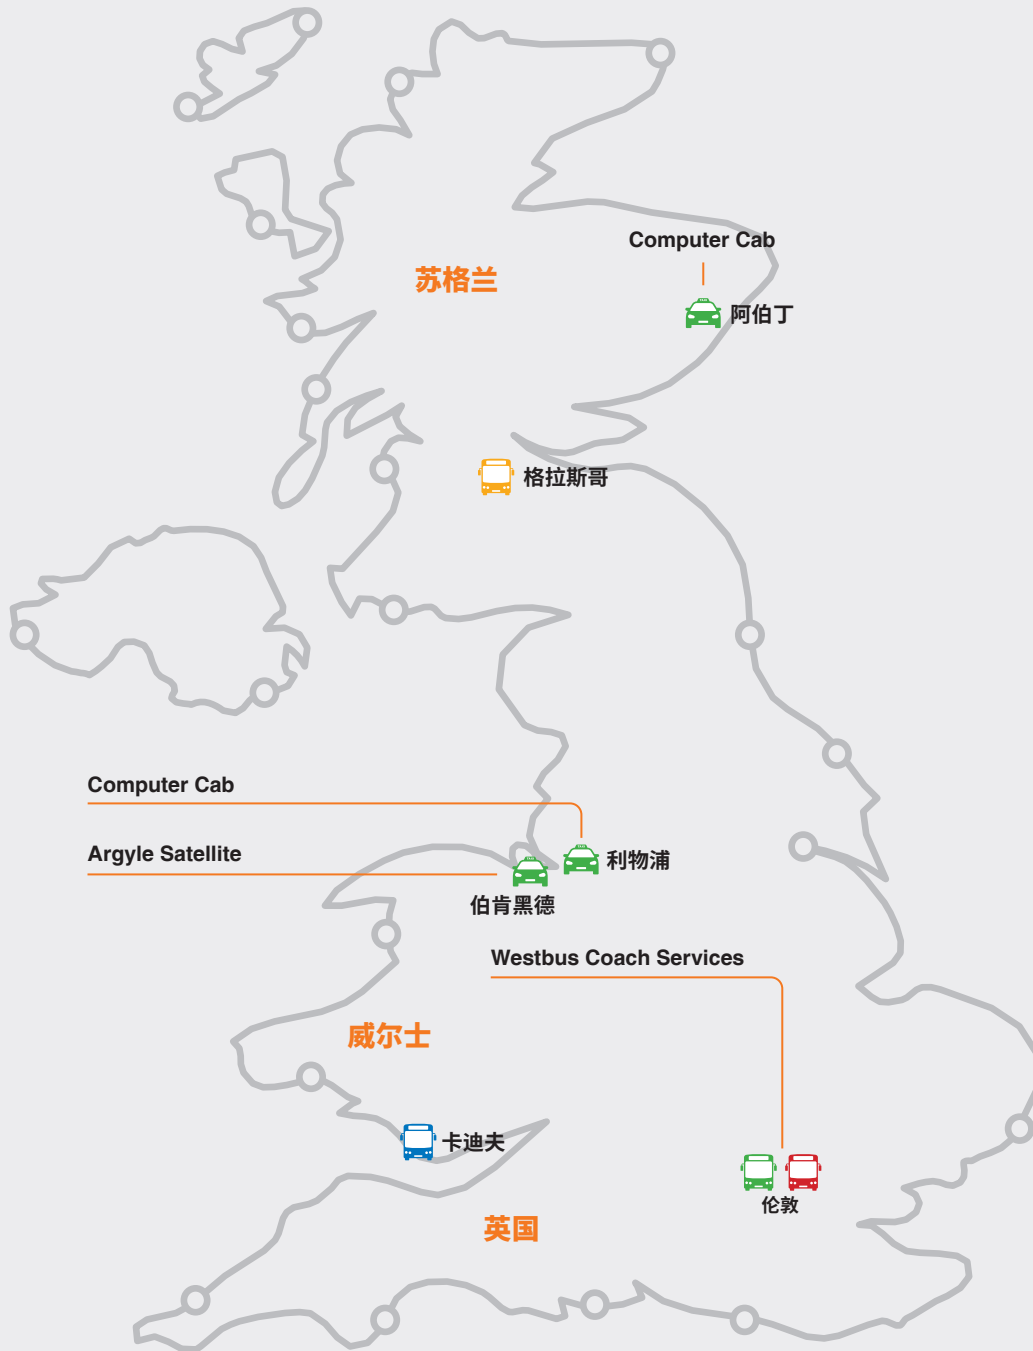 Computer Cab
苏格兰
阿伯丁
格拉斯哥
Computer Cab
Argyle Satellite
利物浦
伯肯黑德
Westbus Coach Services
威尔士
卡迪夫
伦敦
英国